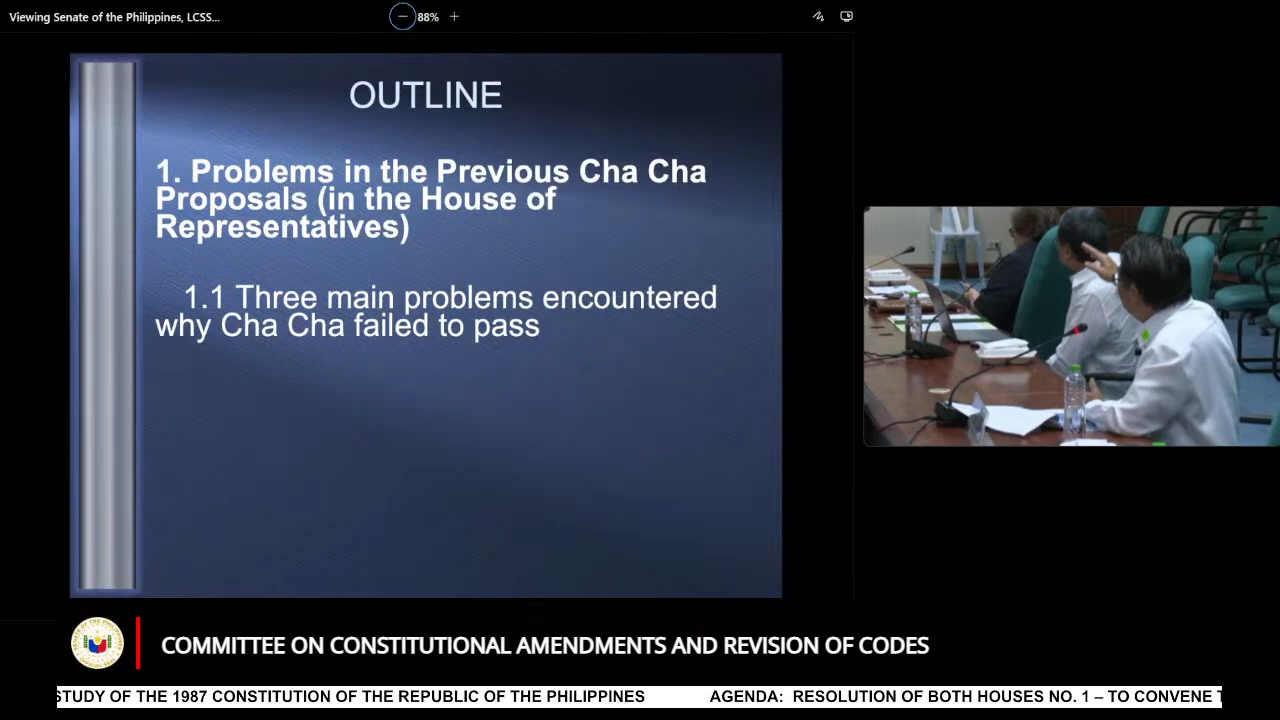 Viewing Senate of the Philippines, LCSS...
88%
OUTLINE
1. Problems in the Previous Cha Cha
Proposals (in the House of
Representatives)
1.1 Three main problems encountered
why Cha Cha failed to pass
COMMITTEE ON CONSTITUTIONAL AMENDMENTS AND REVISION OF CODES
STUDY OF THE 1987 CONSTITUTION OF THE REPUBLIC OF THE PHILIPPINES AGENDA: RESOLUTION OF BOTH HOUSES NO. 1 – TO CONVENE